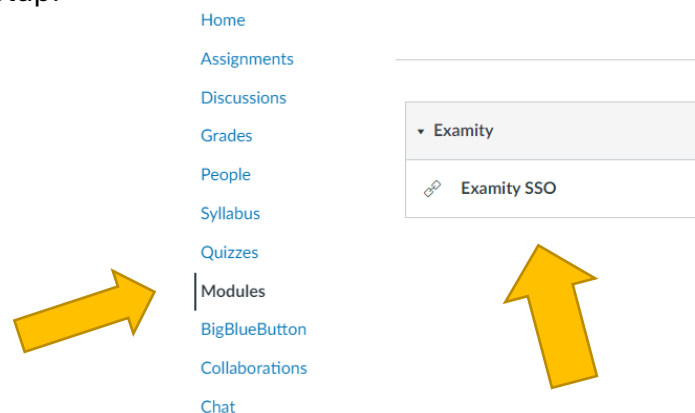 Home
Assignments
Discussions
Grades
People
Syllabus
Quizzes
Modules
BigBlueButton
Collaborations
Chat
Examity
Examity SSO